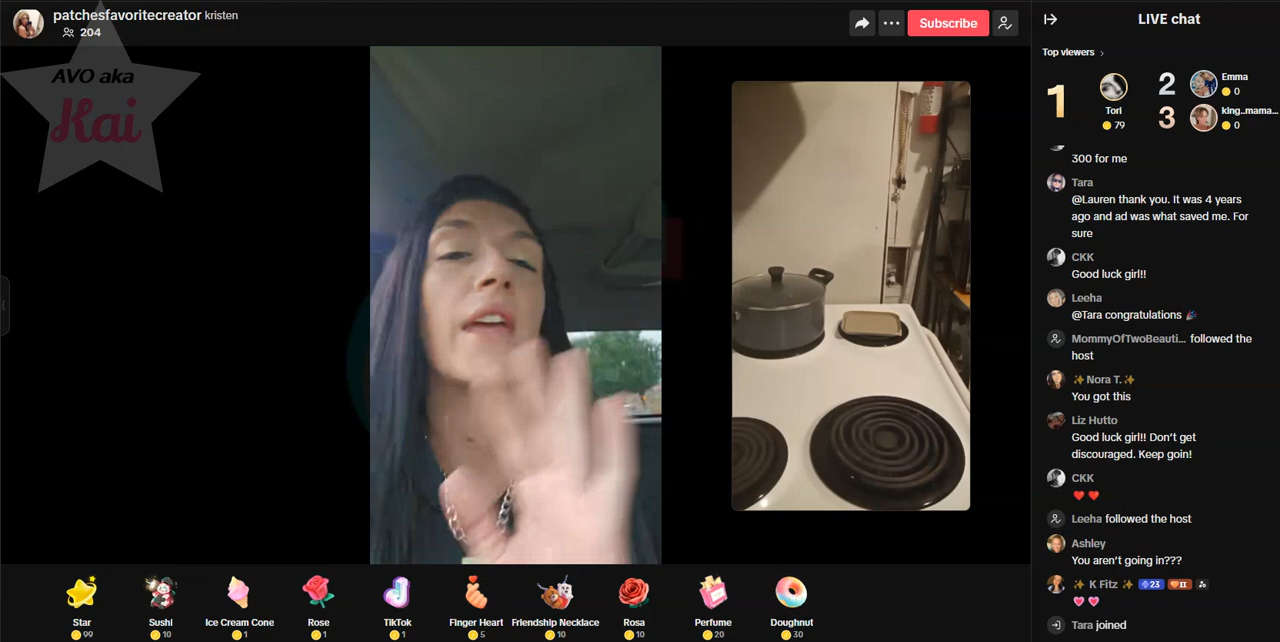 patchesfavoritecreator kristen
204
Subscribe
AVO aka
Kai
LIVE chat
Top viewers
1
Tori
79
2
Emma
0
3
king..mama...
0
300 for me
Tara
@Lauren thank you. It was 4 years
ago and ad was what saved me. For
sure
CKK
Good luck girl!!
Leeha
@Tara congratulations 🎉
MommyOfTwoBeauti... followed the
host
✨Nora T.✨
You got this
Liz Hutto
Good luck girl!! Don't get
discouraged. Keep goin!
CKK
❤️ ❤️
Leeha followed the host
Ashley
You aren't going in???
✨ K Fitz ✨ 23 II
💗 💗
Tara joined
Star
99
Sushi
10
Ice Cream Cone
1
Rose
1
TikTok
1
Finger Heart
5
Friendship Necklace
10
Rosa
10
Perfume
20
Doughnut
30